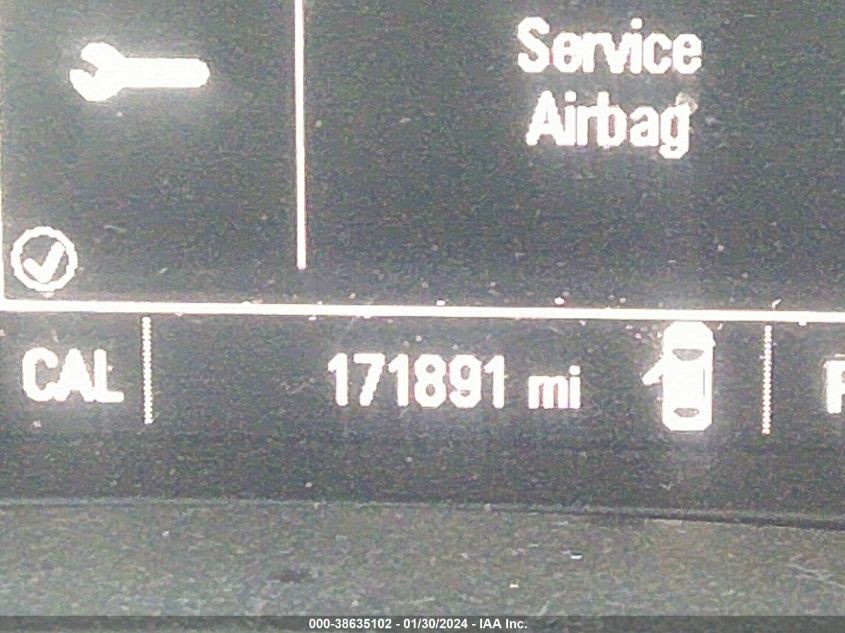 Service
Airbag
CAL
171891 mi
000-38635102 - 01/30/2024 - IAA Inc.